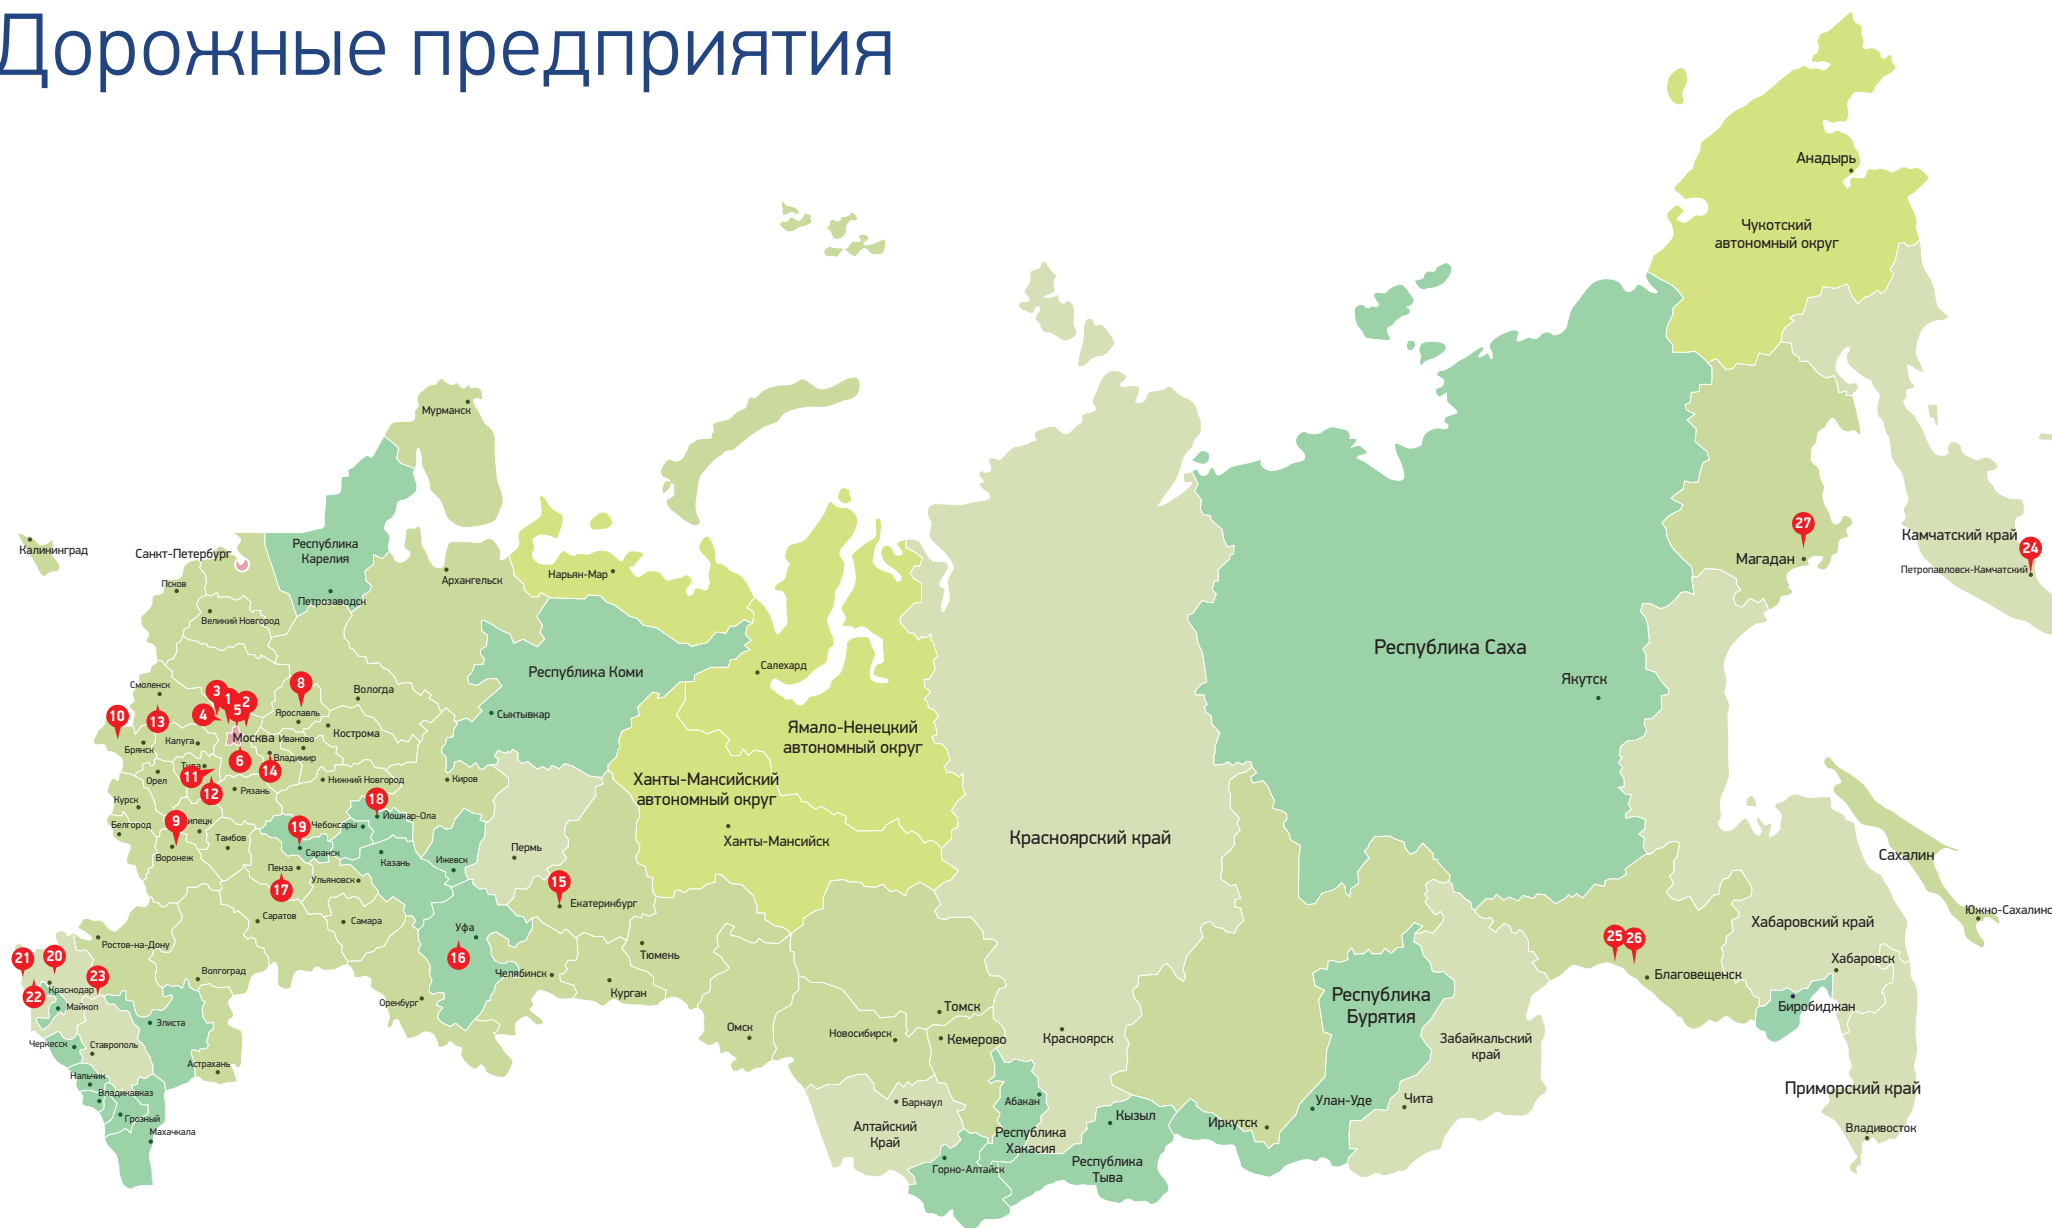 Дорожные предприятия
Анадырь
Чукотский
автономный округ
Мурманск
27
Магадан
Камчатский край
24
Петропавловск-Камчатский
Калининград
Санкт-Петербург
Республика
Карелия
Псков
Петрозаводск
Великий Новгород
Архангельск
Нарьян-Мар
Республика Коми
Сыктывкар
Салехард
Ямало-Ненецкий
автономный округ
Ханты-Мансийский
автономный округ
Ханты-Мансийск
Республика Саха
Якутск
Красноярский край
Смоленск
3
1
2
5
4
8
Ярославль
Вологда
10
13
Брянск
Калуга
Москва
Иваново
Кострома
6
14
Владимир
11
12
Орел
Рязань
Нижний Новгород
Киров
Курск
Белгород
9
Воронеж
Тамбов
18
Йошкар-Ола
19
Чебоксары
Саранск
Казань
Ижевск
Пермь
Пенза
17
Ульяновск
15
Екатеринбург
Саратов
Самара
Уфа
16
Челябинск
Тюмень
Курган
Оренбург
Ростов-на-Дону
Волгоград
21
20
23
22
Краснодар
Майкоп
Элиста
Черкесск
Ставрополь
Астрахань
Нальчик
Владикавказ
Грозный
Махачкала
Омск
Новосибирск
Томск
Кемерово
Красноярск
Барнаул
Алтайский
Край
Абакан
Республика
Хакасия
Горно-Алтайск
Кызыл
Республика
Тыва
Иркутск
Улан-Уде
Республика
Бурятия
Забайкальский
край
Чита
25
26
Благовещенск
Хабаровский край
Хабаровск
Биробиджан
Сахалин
Южно-Сахалинс
Приморский край
Владивосток